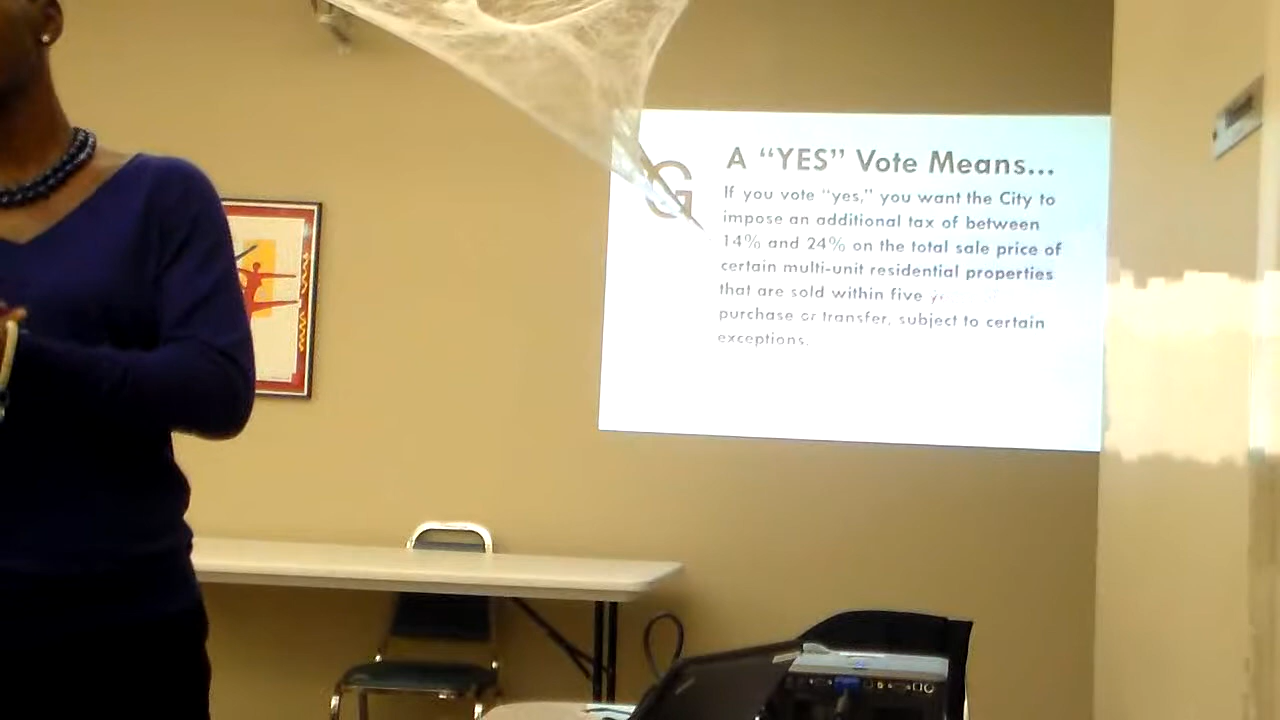 G
A “YES” Vote Means...
If you vote “yes,” you want the City to
impose an additional tax of between
14% and 24% on the total sale price of
certain multi-unit residential properties
that are sold within five
purchase or transfer, subject to certain
exceptions.